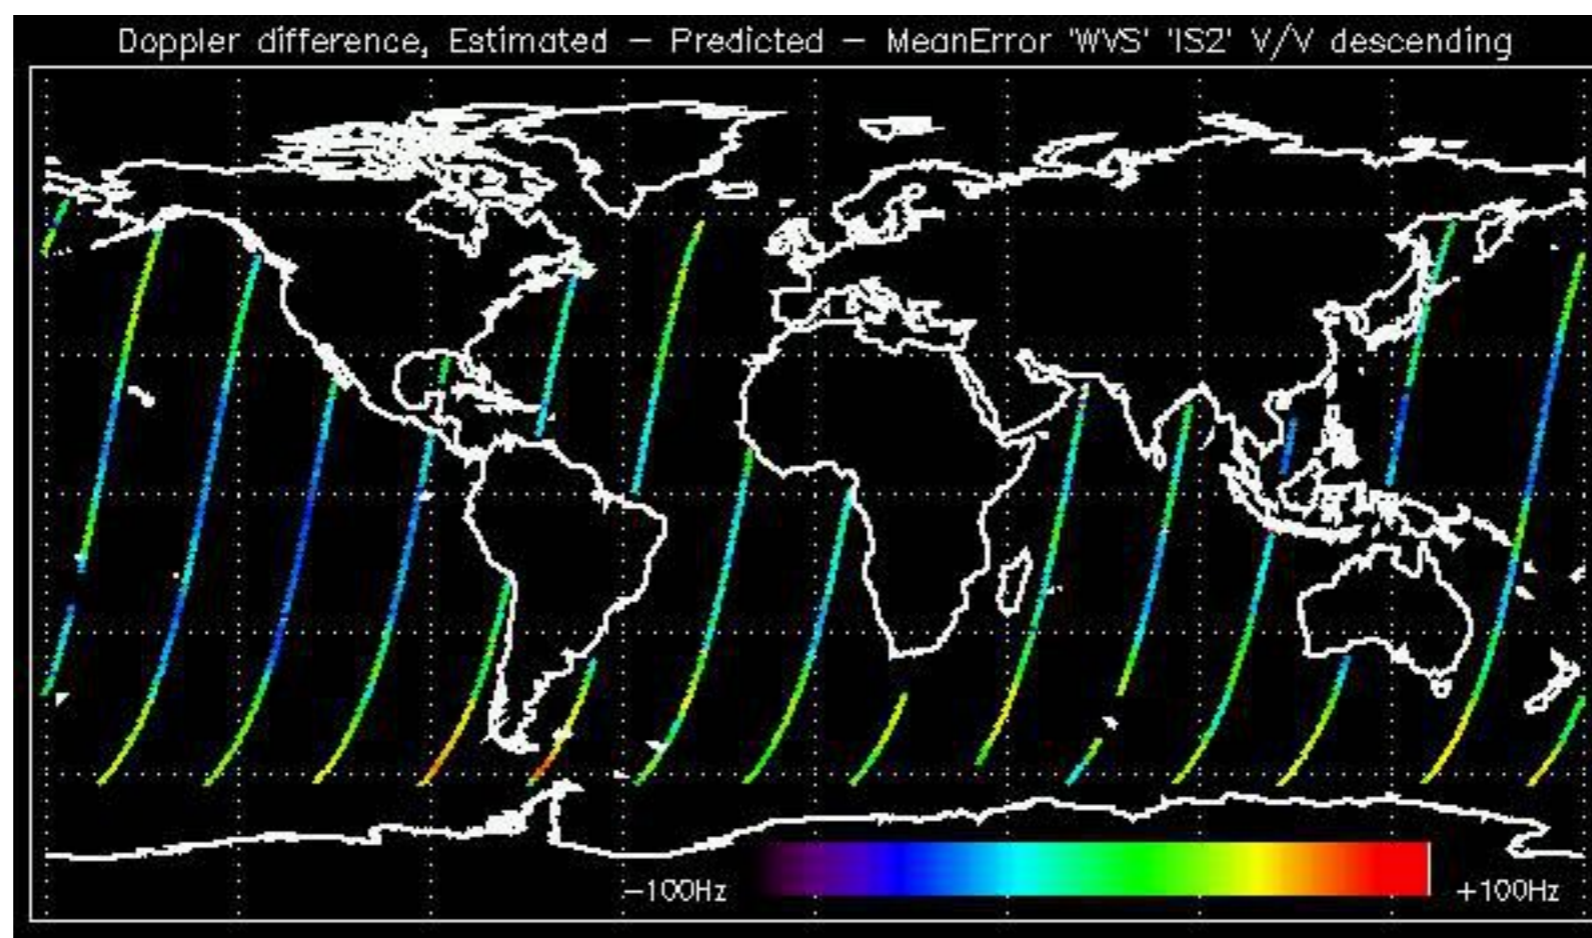 Doppler difference, Estimated - Predicted - MeanError 'WVS' 'IS2' V/V descending
-100Hz
+100Hz